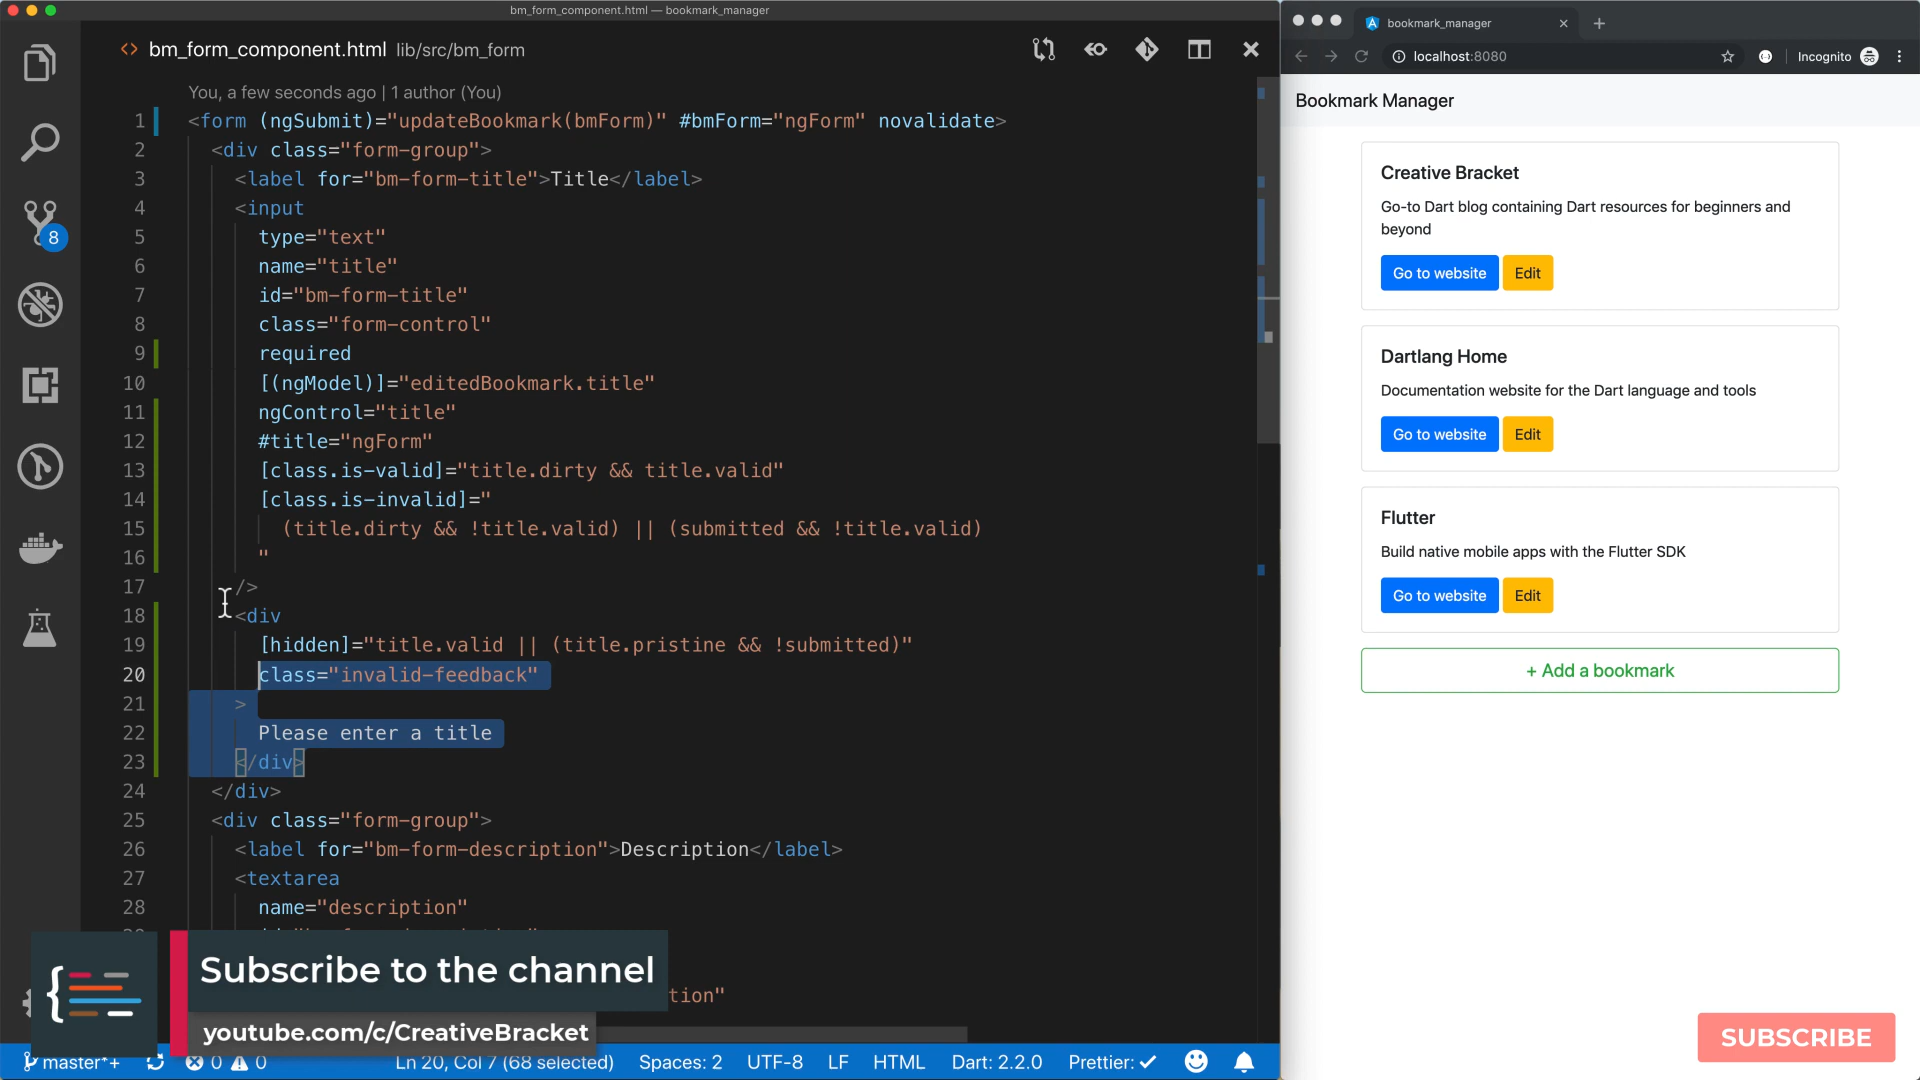 bm_form_component.html — bookmark_manager
<> bm_form_component.html lib/src/bm_form
You, a few seconds ago | 1 author (You)
1 <form (ngSubmit)="updateBookmark(bmForm)" #bmForm="ngForm" novalidate>
2 <div class="form-group">
3 <label for="bm-form-title">Title</label>
4 <input
5 type="text"
6 name="title"
7 id="bm-form-title"
8 class="form-control"
9 required
10 [(ngModel)]="editedBookmark.title"
11 ngControl="title"
12 #title="ngForm"
13 [class.is-valid]="title.dirty && title.valid"
14 [class.is-invalid]="
15 (title.dirty && !title.valid) || (submitted && !title.valid)
16 "
17 />
18 <div
19 [hidden]="title.valid || (title.pristine && !submitted)"
20 class="invalid-feedback"
21 >
22 Please enter a title
23 </div>
24 </div>
25 <div class="form-group">
26 <label for="bm-form-description">Description</label>
27 <textarea
28 name="description"
tion"
8
Subscribe to the channel
youtube.com/c/CreativeBracket
master*+ 0 0 Ln 20, Col 7 (68 selected) Spaces: 2 UTF-8 LF HTML Dart: 2.2.0 Prettier: ✓
bookmark_manager
localhost:8080
Incognito
Bookmark Manager
Creative Bracket
Go-to Dart blog containing Dart resources for beginners and
beyond
Go to website Edit
Dartlang Home
Documentation website for the Dart language and tools
Go to website Edit
Flutter
Build native mobile apps with the Flutter SDK
Go to website Edit
+ Add a bookmark
SUBSCRIBE